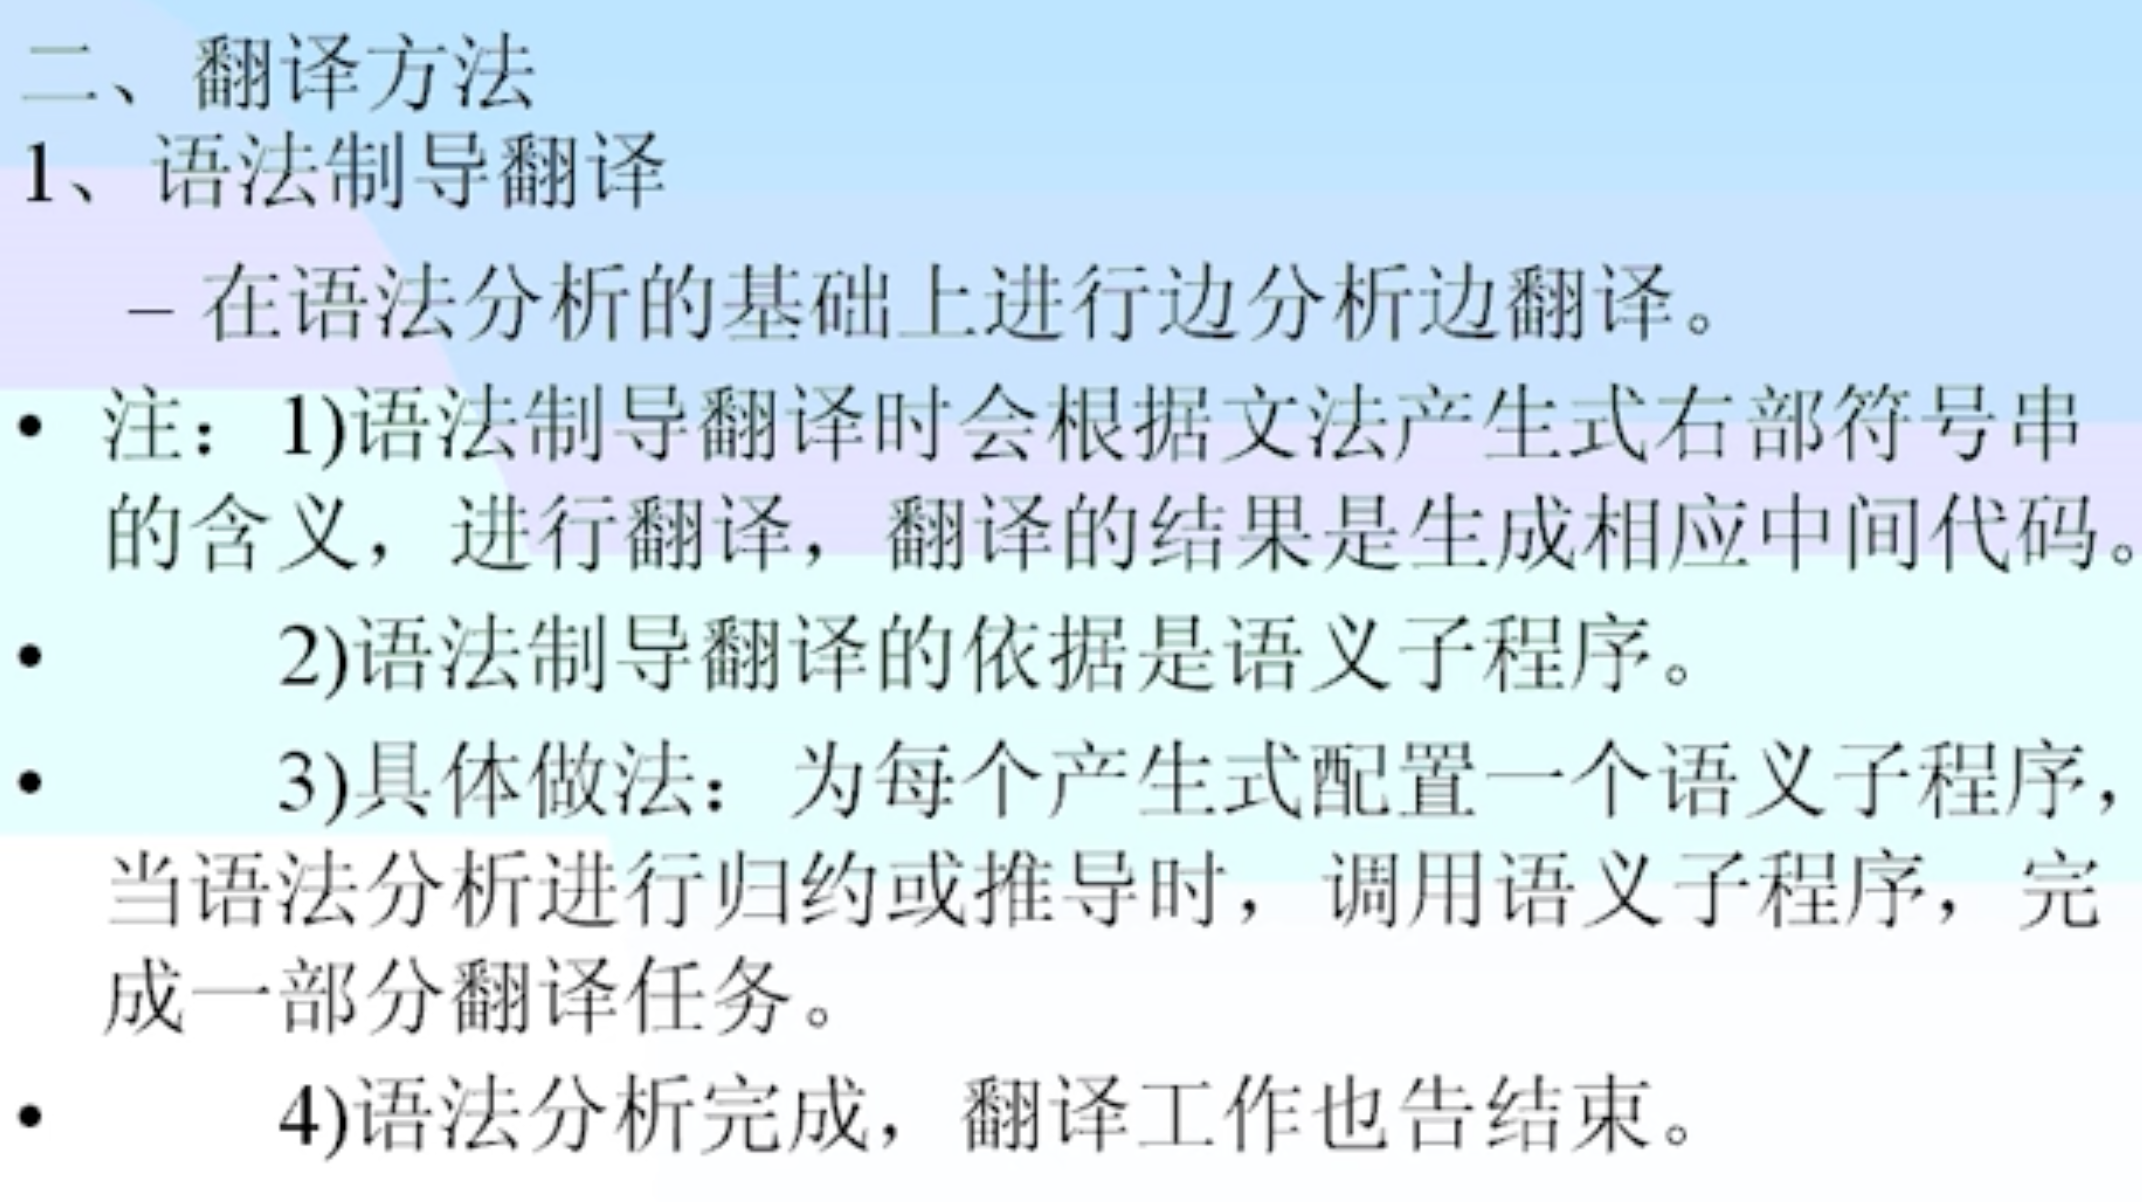 二、翻译方法
1、语法制导翻译
– 在语法分析的基础上进行边分析边翻译。
• 注：1)语法制导翻译时会根据文法产生式右部符号串
的含义，进行翻译，翻译的结果是生成相应中间代码。
• 2)语法制导翻译的依据是语义子程序。
• 3)具体做法：为每个产生式配置一个语义子程序，
当语法分析进行归约或推导时，调用语义子程序，完
成一部分翻译任务。
• 4)语法分析完成，翻译工作也告结束。